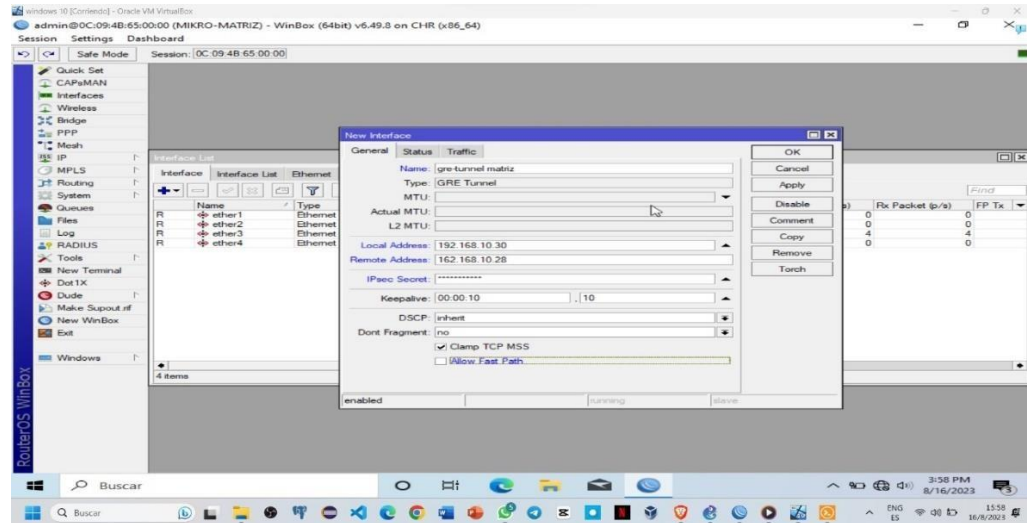 windows 10 [Corriendo] - Oracle VM VirtualBox
admin@0C:09:4B:65:00:00 (MIKRO-MATRIZ) - WinBox (64bit) v6.49.8 on CHR (x86_64)
Session Settings Dashboard
Safe Mode Session: 0C:09:4B:65:00:00
Quick Set
CAPsMAN
Interfaces
Wireless
Bridge
PPP
Mesh
IP
MPLS
Routing
System
Queues
Files
Log
RADIUS
Tools
New Terminal
Dot1X
Dude
Make Supout.rif
New WinBox
Exit
Windows
RouterOS WinBox
Interface List
Interface Interface List Ethernet
Find
Name Type Rx Packet (p/s) FP Tx
R ether1 Ethernet 0 0
R ether2 Ethernet 0 0
R ether3 Ethernet 4 4
R ether4 Ethernet 0 0
4 items
New Interface
General Status Traffic
Name: gre-tunnel matriz
Type: GRE Tunnel
MTU:
Actual MTU:
L2 MTU:
Local Address: 192.168.10.30
Remote Address: 162.168.10.28
IPsec Secret: ***********
Keepalive: 00:00:10 , 10
DSCP: inherit
Dont Fragment: no
Clamp TCP MSS
Allow Fast Path
enabled running slave
OK
Cancel
Apply
Disable
Comment
Copy
Remove
Torch
Buscar
3:58 PM
8/16/2023
Buscar
ENG
ES
15:58
16/8/2023